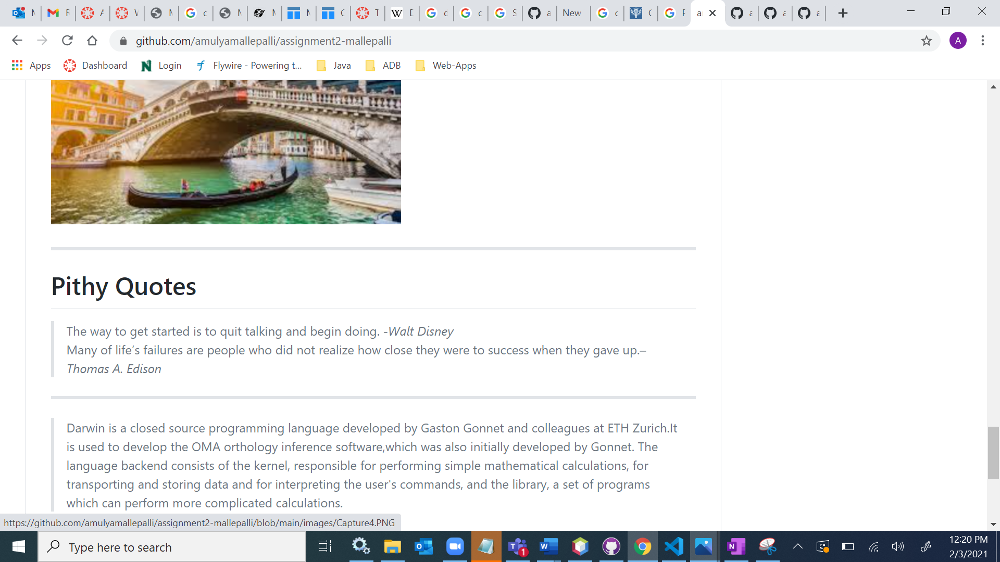 github.com/amulyamallepalli/assignment2-mallepalli
A
Apps Dashboard Login Flywire - Powering t... Java ADB Web-Apps
Pithy Quotes
The way to get started is to quit talking and begin doing. -Walt Disney
Many of life’s failures are people who did not realize how close they were to success when they gave up.–
Thomas A. Edison
Darwin is a closed source programming language developed by Gaston Gonnet and colleagues at ETH Zurich.It
is used to develop the OMA orthology inference software,which was also initially developed by Gonnet. The
language backend consists of the kernel, responsible for performing simple mathematical calculations, for
transporting and storing data and for interpreting the user's commands, and the library, a set of programs
which can perform more complicated calculations.
https://github.com/amulyamallepalli/assignment2-mallepalli/blob/main/images/Capture4.PNG
Type here to search
12:20 PM
2/3/2021